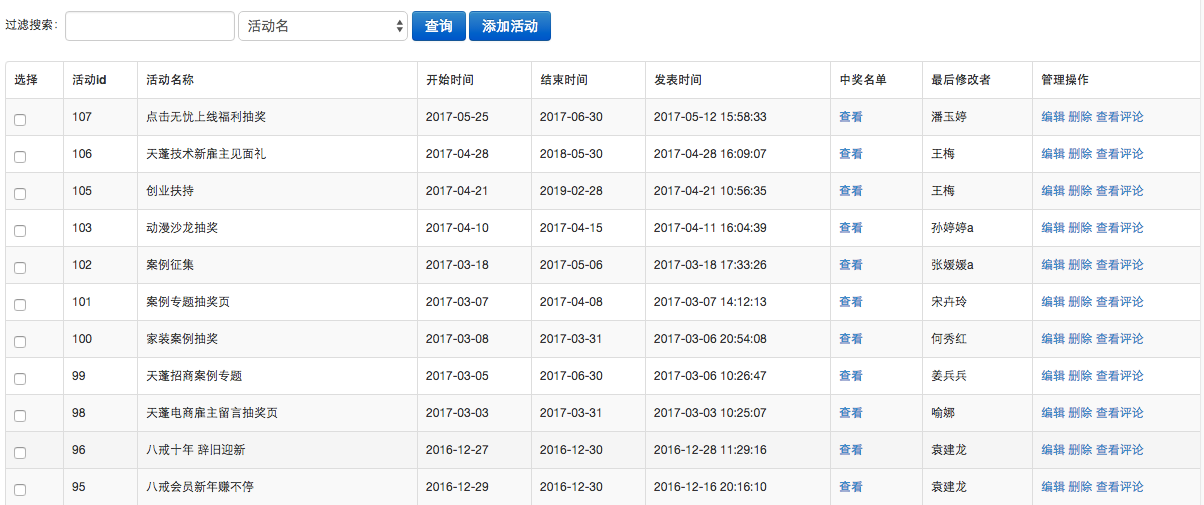 过滤搜索: 活动名 查询 添加活动
选择 活动id 活动名称 开始时间 结束时间 发表时间 中奖名单 最后修改者 管理操作
107 点击无忧上线福利抽奖 2017-05-25 2017-06-30 2017-05-12 15:58:33 查看 潘玉婷 编辑 删除 查看评论
106 天蓬技术新雇主见面礼 2017-04-28 2018-05-30 2017-04-28 16:09:07 查看 王梅 编辑 删除 查看评论
105 创业扶持 2017-04-21 2019-02-28 2017-04-21 10:56:35 查看 王梅 编辑 删除 查看评论
103 动漫沙龙抽奖 2017-04-10 2017-04-15 2017-04-11 16:04:39 查看 孙婷婷a 编辑 删除 查看评论
102 案例征集 2017-03-18 2017-05-06 2017-03-18 17:33:26 查看 张媛媛a 编辑 删除 查看评论
101 案例专题抽奖页 2017-03-07 2017-04-08 2017-03-07 14:12:13 查看 宋卉玲 编辑 删除 查看评论
100 家装案例抽奖 2017-03-08 2017-03-31 2017-03-06 20:54:08 查看 何秀红 编辑 删除 查看评论
99 天蓬招商案例专题 2017-03-05 2017-06-30 2017-03-06 10:26:47 查看 姜兵兵 编辑 删除 查看评论
98 天蓬电商雇主留言抽奖页 2017-03-03 2017-03-31 2017-03-03 10:25:07 查看 喻娜 编辑 删除 查看评论
96 八戒十年 辞旧迎新 2016-12-27 2016-12-30 2016-12-28 11:29:16 查看 袁建龙 编辑 删除 查看评论
95 八戒会员新年赚不停 2016-12-29 2016-12-30 2016-12-16 20:16:10 查看 袁建龙 编辑 删除 查看评论